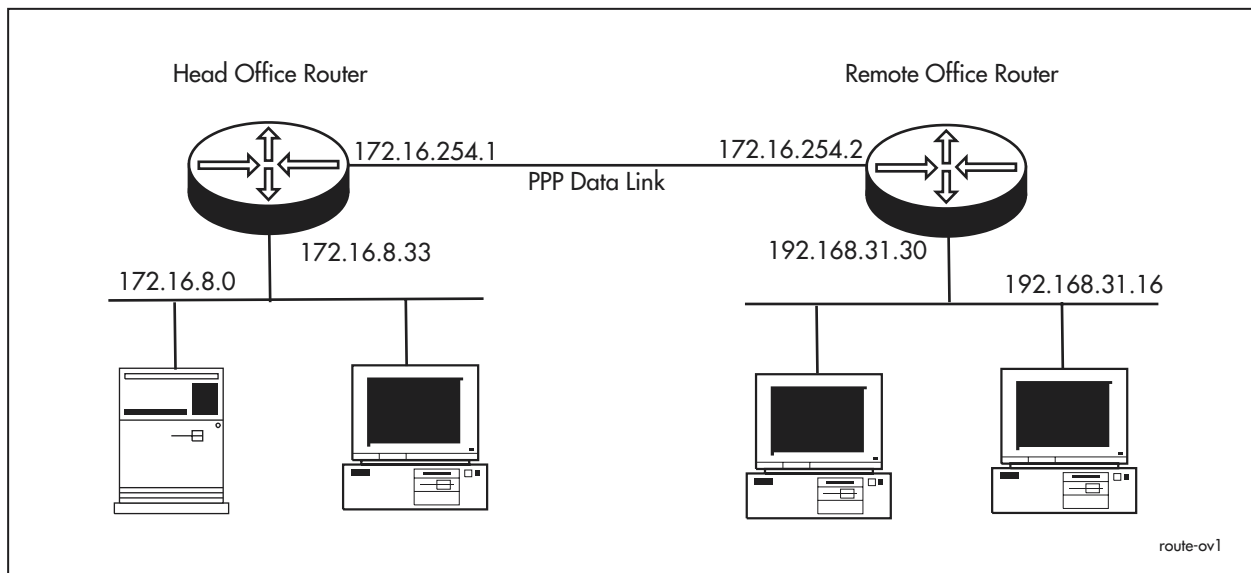 Head Office Router
Remote Office Router
172.16.254.1
172.16.254.2
PPP Data Link
172.16.8.33
192.168.31.30
172.16.8.0
192.168.31.16
route-ov1